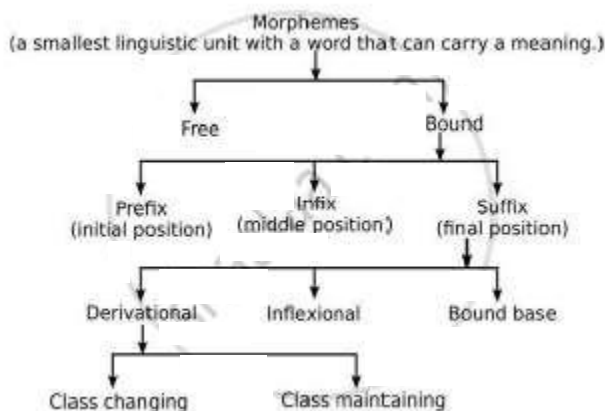 Morphemes
(a smallest linguistic unit with a word that can carry a meaning.)
Free Bound
Prefix Infix Suffix
(initial position) (middle position) (final position)
Derivational Inflexional Bound base
Class changing Class maintaining